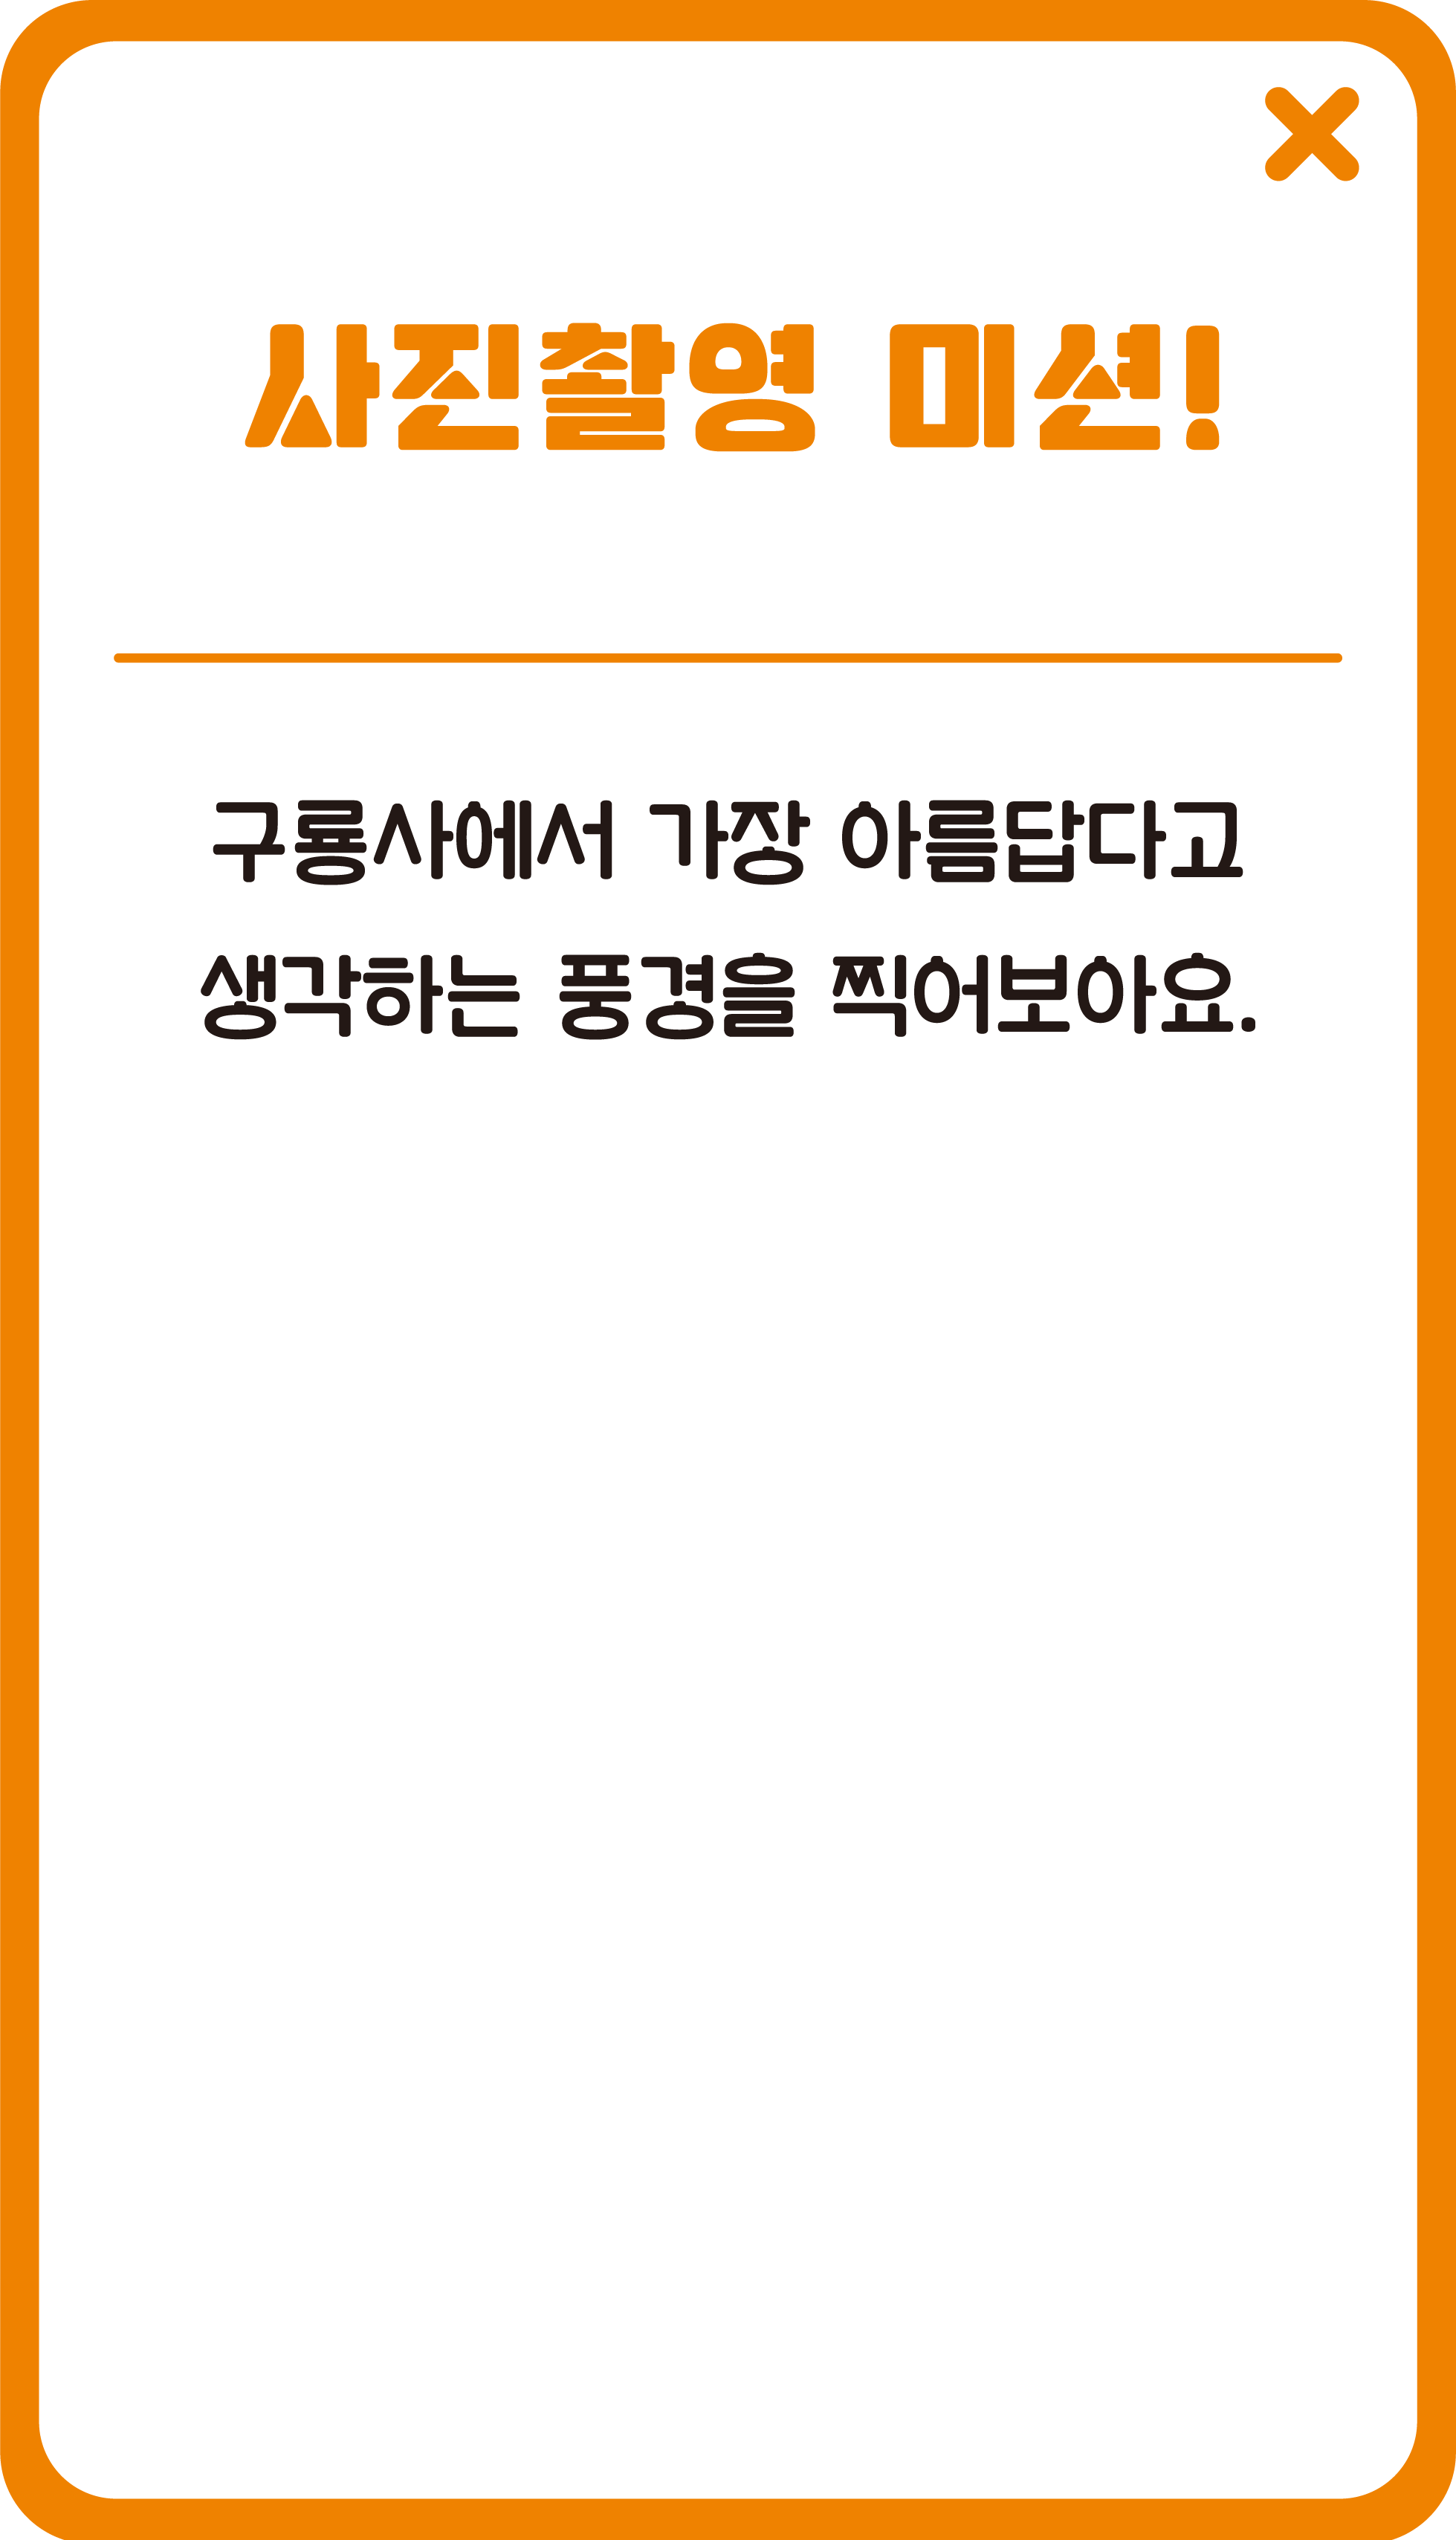 사진촬영 미션!
구룡사에서 가장 아름답다고
생각하는 풍경을 찍어보아요.